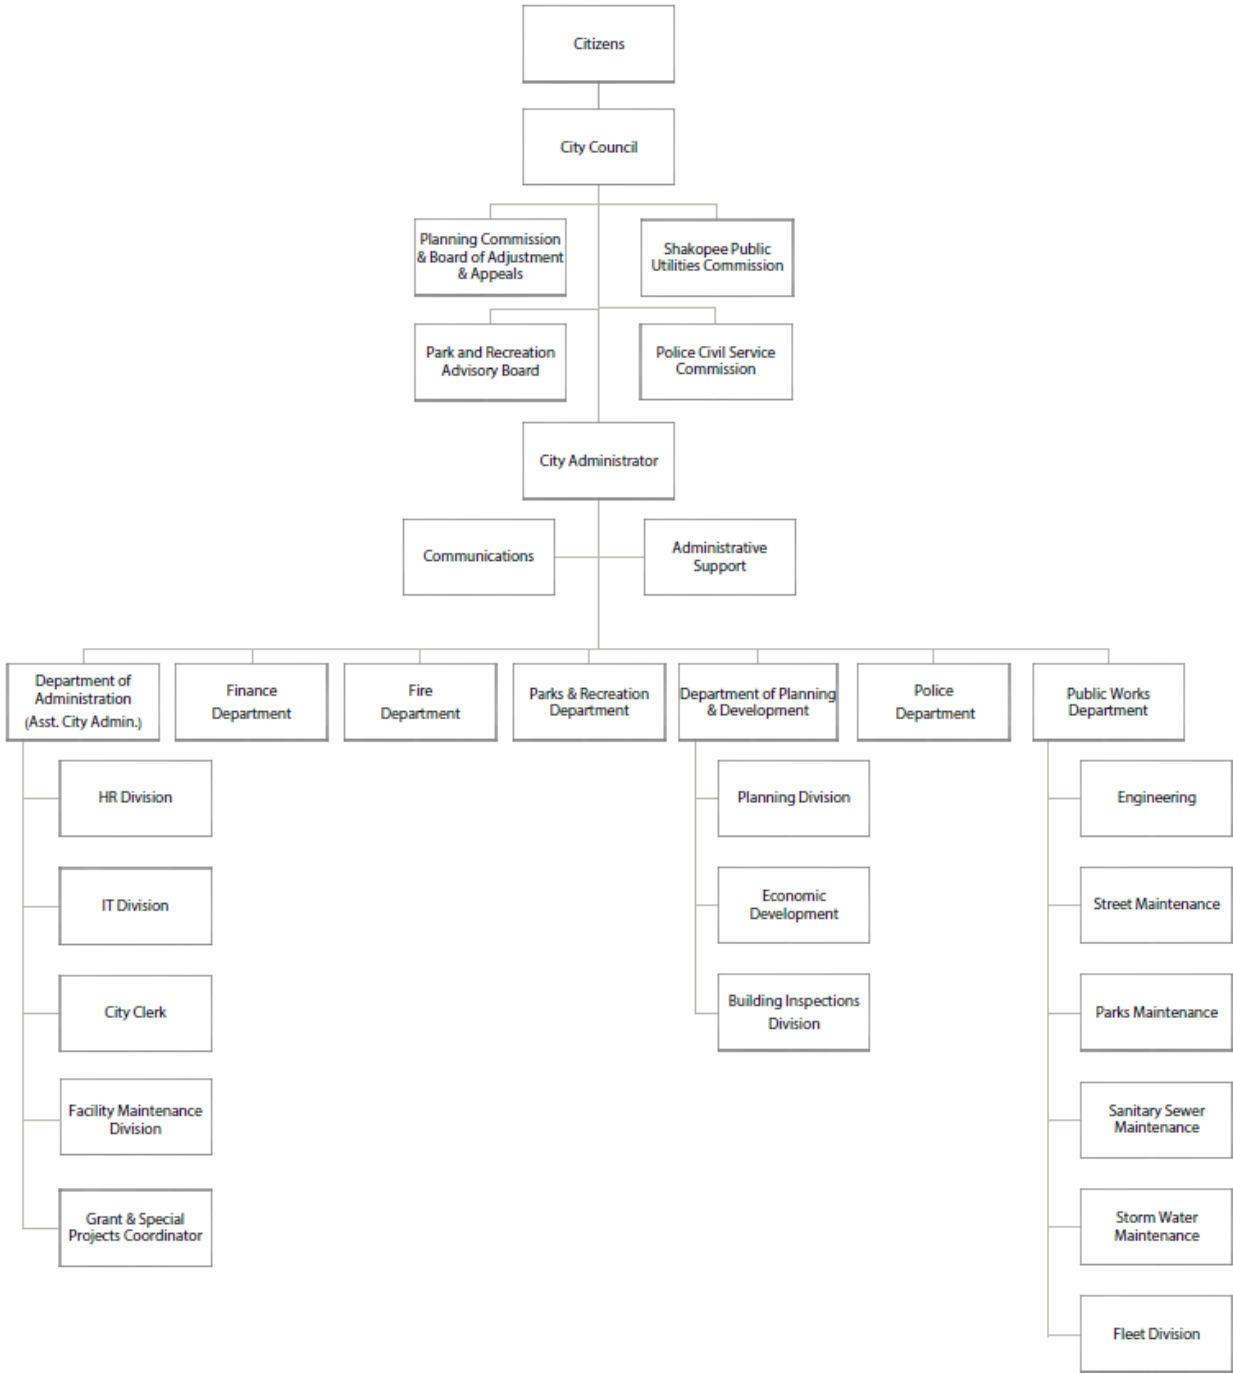 Citizens
City Council
Planning Commission
& Board of Adjustment
& Appeals
Shakopee Public
Utilities Commission
Park and Recreation
Advisory Board
Police Civil Service
Commission
City Administrator
Communications
Administrative
Support
Department of
Administration
(Asst. City Admin.)
Finance
Department
Fire
Department
Parks & Recreation
Department
Department of Planning
& Development
Police
Department
Public Works
Department
HR Division
IT Division
City Clerk
Facility Maintenance
Division
Grant & Special
Projects Coordinator
Planning Division
Economic
Development
Building Inspections
Division
Engineering
Street Maintenance
Parks Maintenance
Sanitary Sewer
Maintenance
Storm Water
Maintenance
Fleet Division